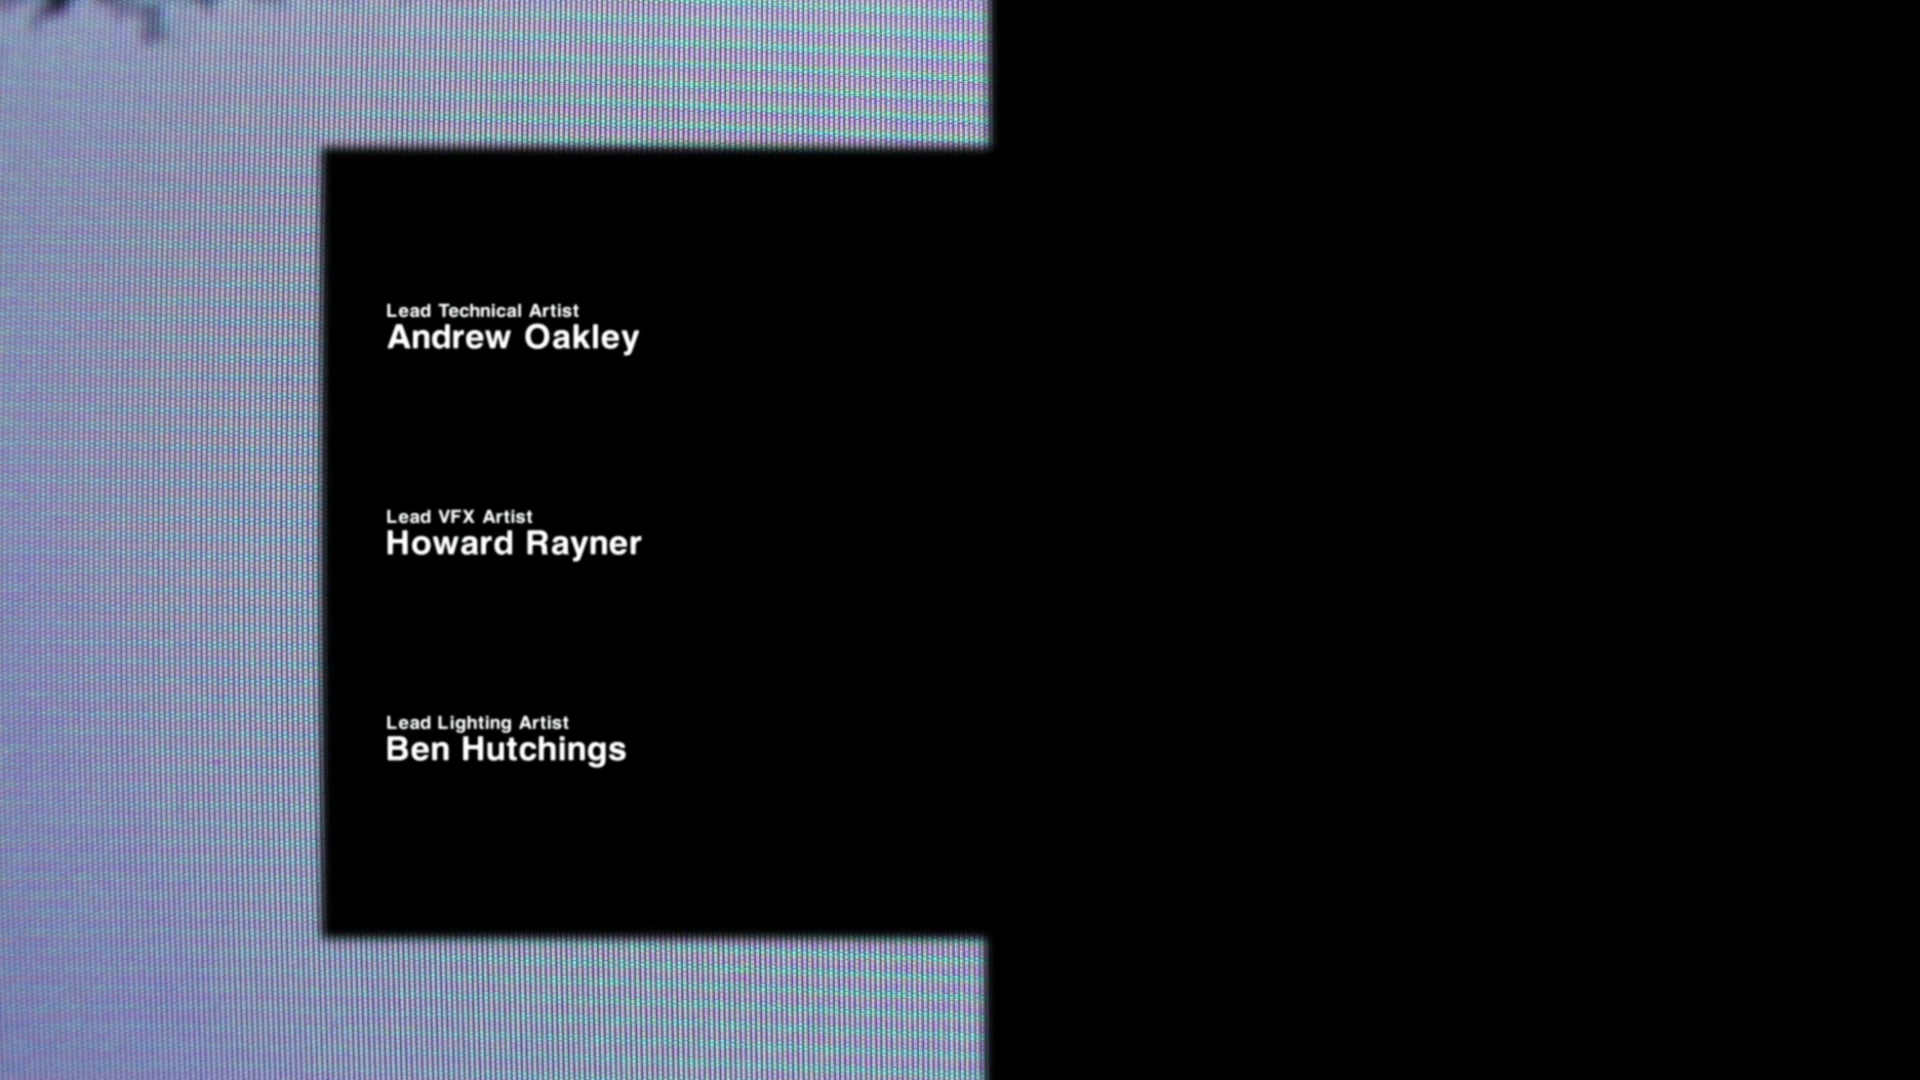 Lead Technical Artist
Andrew Oakley
Lead VFX Artist
Howard Rayner
Lead Lighting Artist
Ben Hutchings